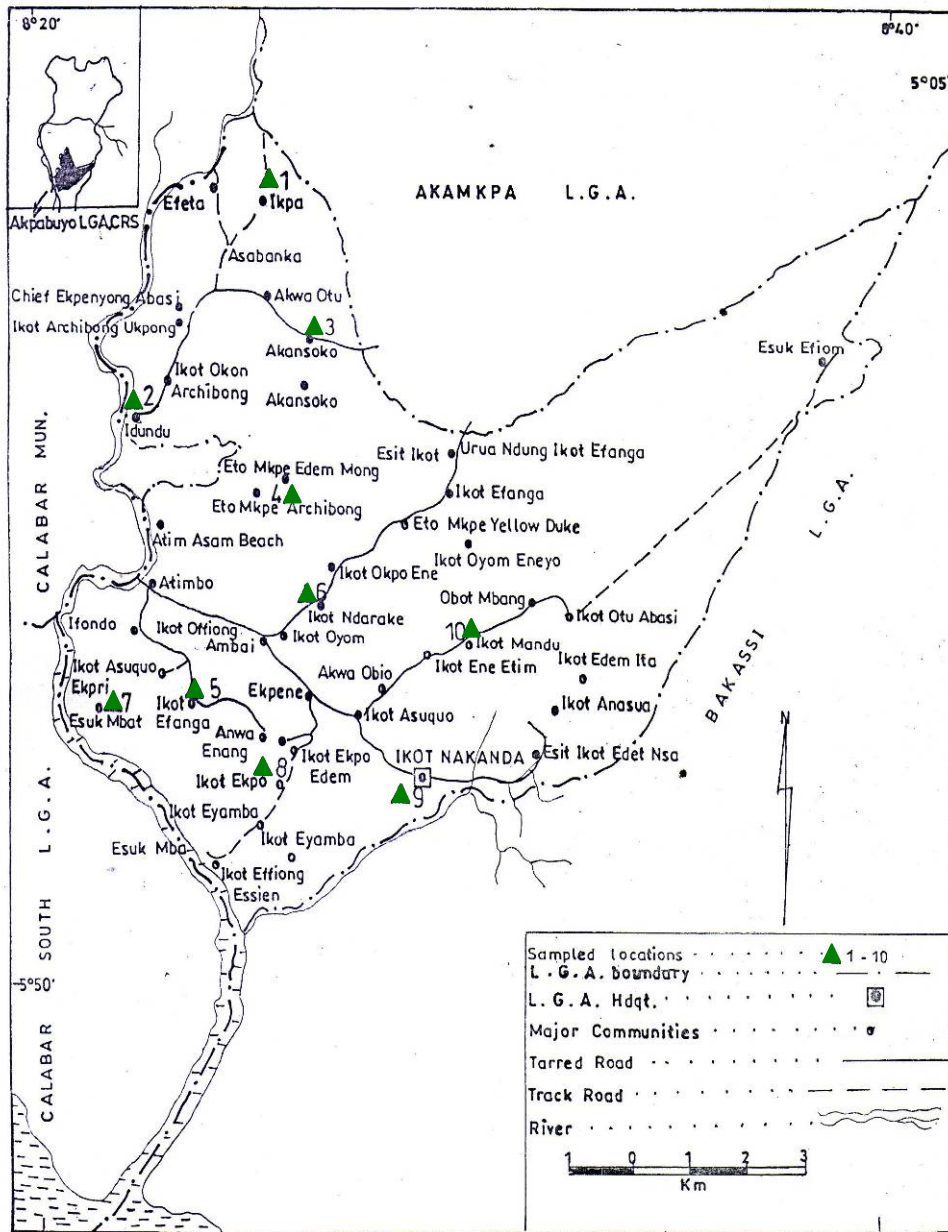 8°20'
8°40'
5°05'
Akpabuyo LGA,CRS
1
Efeta
Ikpa
AKAMKPA L.G.A.
Asabanka
Chief Ekpenyong Abasi
Akwa Otu
Ikot Archibong Ukpong
3
Akansoko
Esuk Efiom
Ikot Okon
Archibong
Akansoko
2
Idundu
Esit Ikot
Urua Ndung Ikot Efanga
Eto Mkpe Edem Mong
4
Eto Mkpe Archibong
Ikot Efanga
Eto Mkpe Yellow Duke
Atim Asam Beach
Ikot Oyom Eneyo
CALABAR MUN.
L.G.A.
BAKASSI
Ikot Okpo Ene
Atimbo
6
Obot Mbang
Ikot Ndarake
Ikot Otu Abasi
Ifondo
Ikot Offiong
Ambai
Ikot Oyom
10
Ikot Mandu
Ikot Ene Etim
Ikot Asuquo
Ekpri
7
Esuk Mbat
5
Ikot
Efanga
Ekpene
Akwa Obio
Ikot Edem Ita
Ikot Asuquo
Ikot Anasua
Anwa
Enang
IKOT NAKANDA
Esit Ikot Edet Nsa
N
8
Ikot Ekpo
Edem
Ikot Ekpo
9
Ikot Eyamba
Esuk Mba
Ikot Eyamba
Ikot Effiong
Essien
CALABAR SOUTH L.G.A.
5°50'
Sampled locations 1 - 10
L.G.A. boundary
L.G.A. Hdqt.
Major Communities
Tarred Road
Track Road
River
1 0 1 2 3
Km